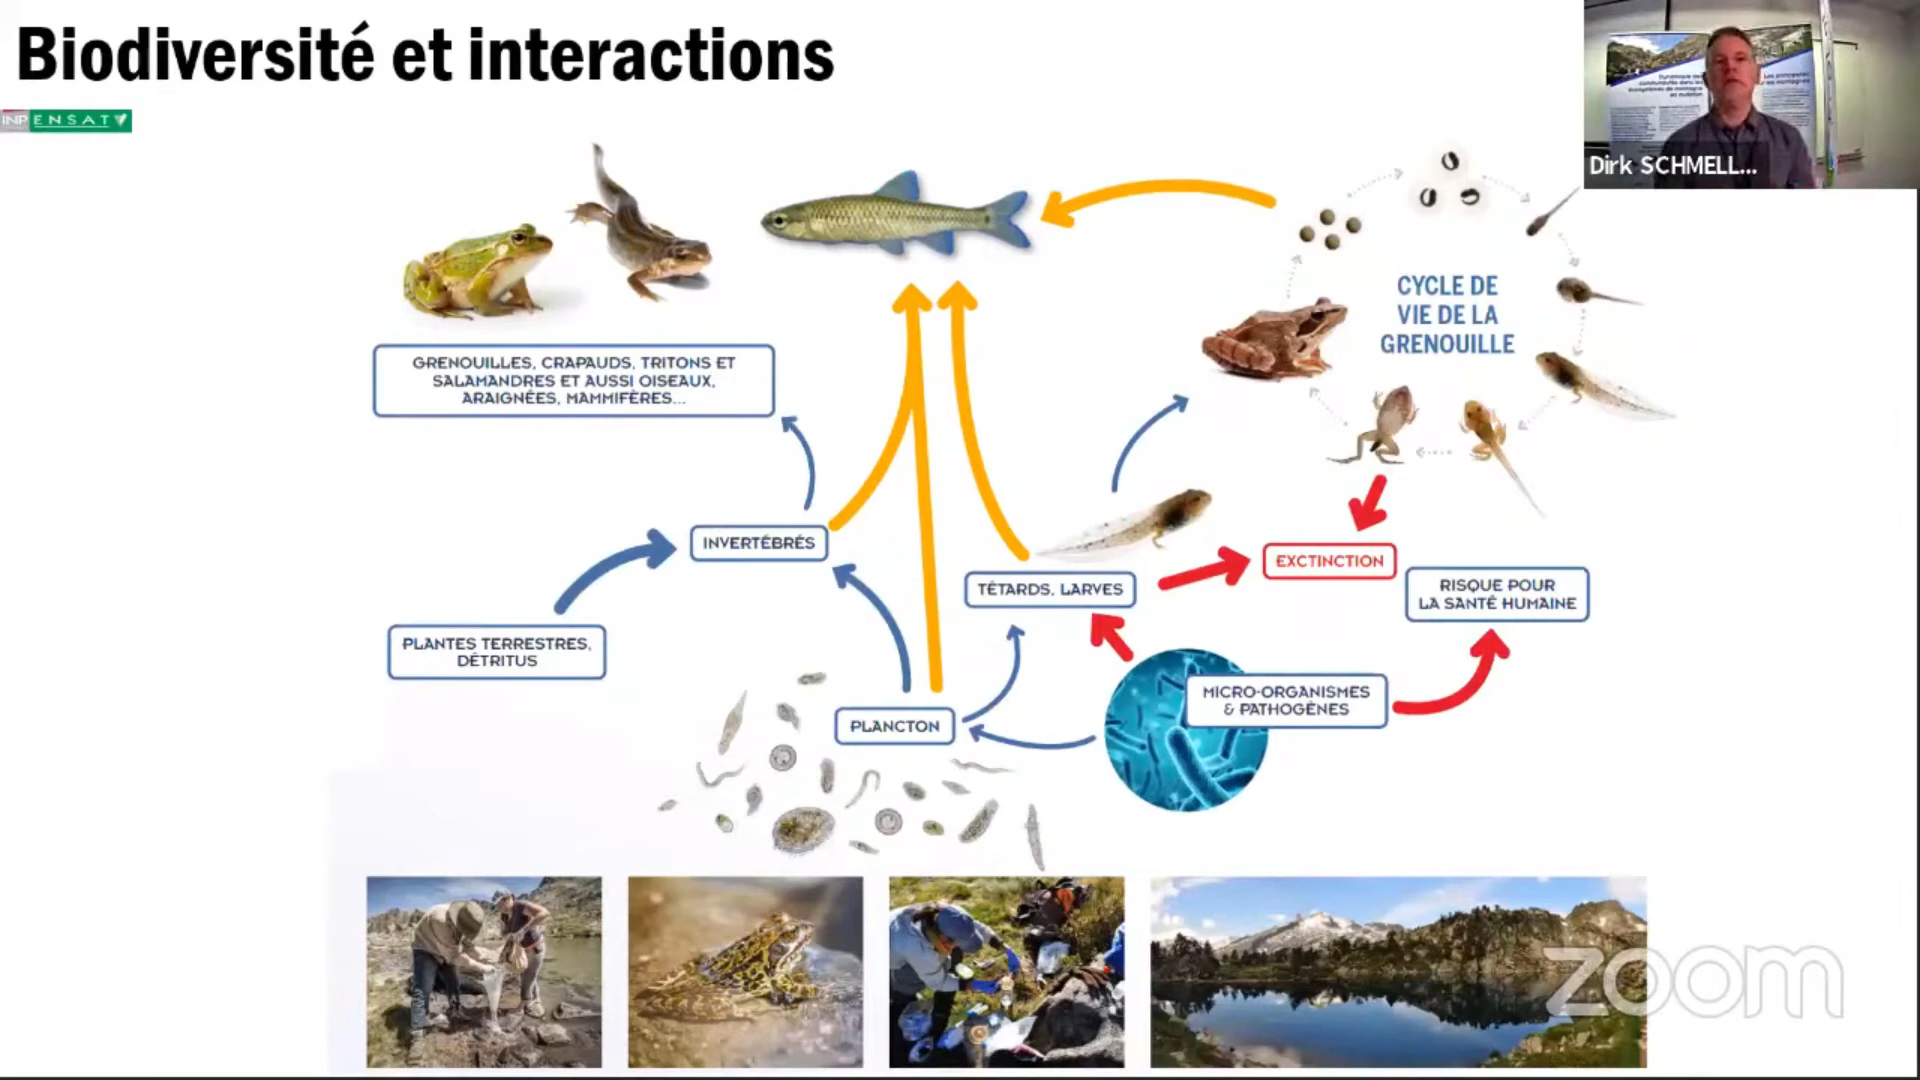 Biodiversité et interactions
INP ENSAT
Dirk SCHMELL...
CYCLE DE
VIE DE LA
GRENOUILLE
GRENOUILLES, CRAPAUDS, TRITONS ET
SALAMANDRES ET AUSSI OISEAUX,
ARAIGNÉES, MAMMIFÈRES...
INVERTÉBRÉS
EXCTINCTION
TÉTARDS, LARVES
RISQUE POUR
LA SANTÉ HUMAINE
PLANTES TERRESTRES,
DÉTRITUS
MICRO-ORGANISMES
& PATHOGÈNES
PLANCTON
zoom